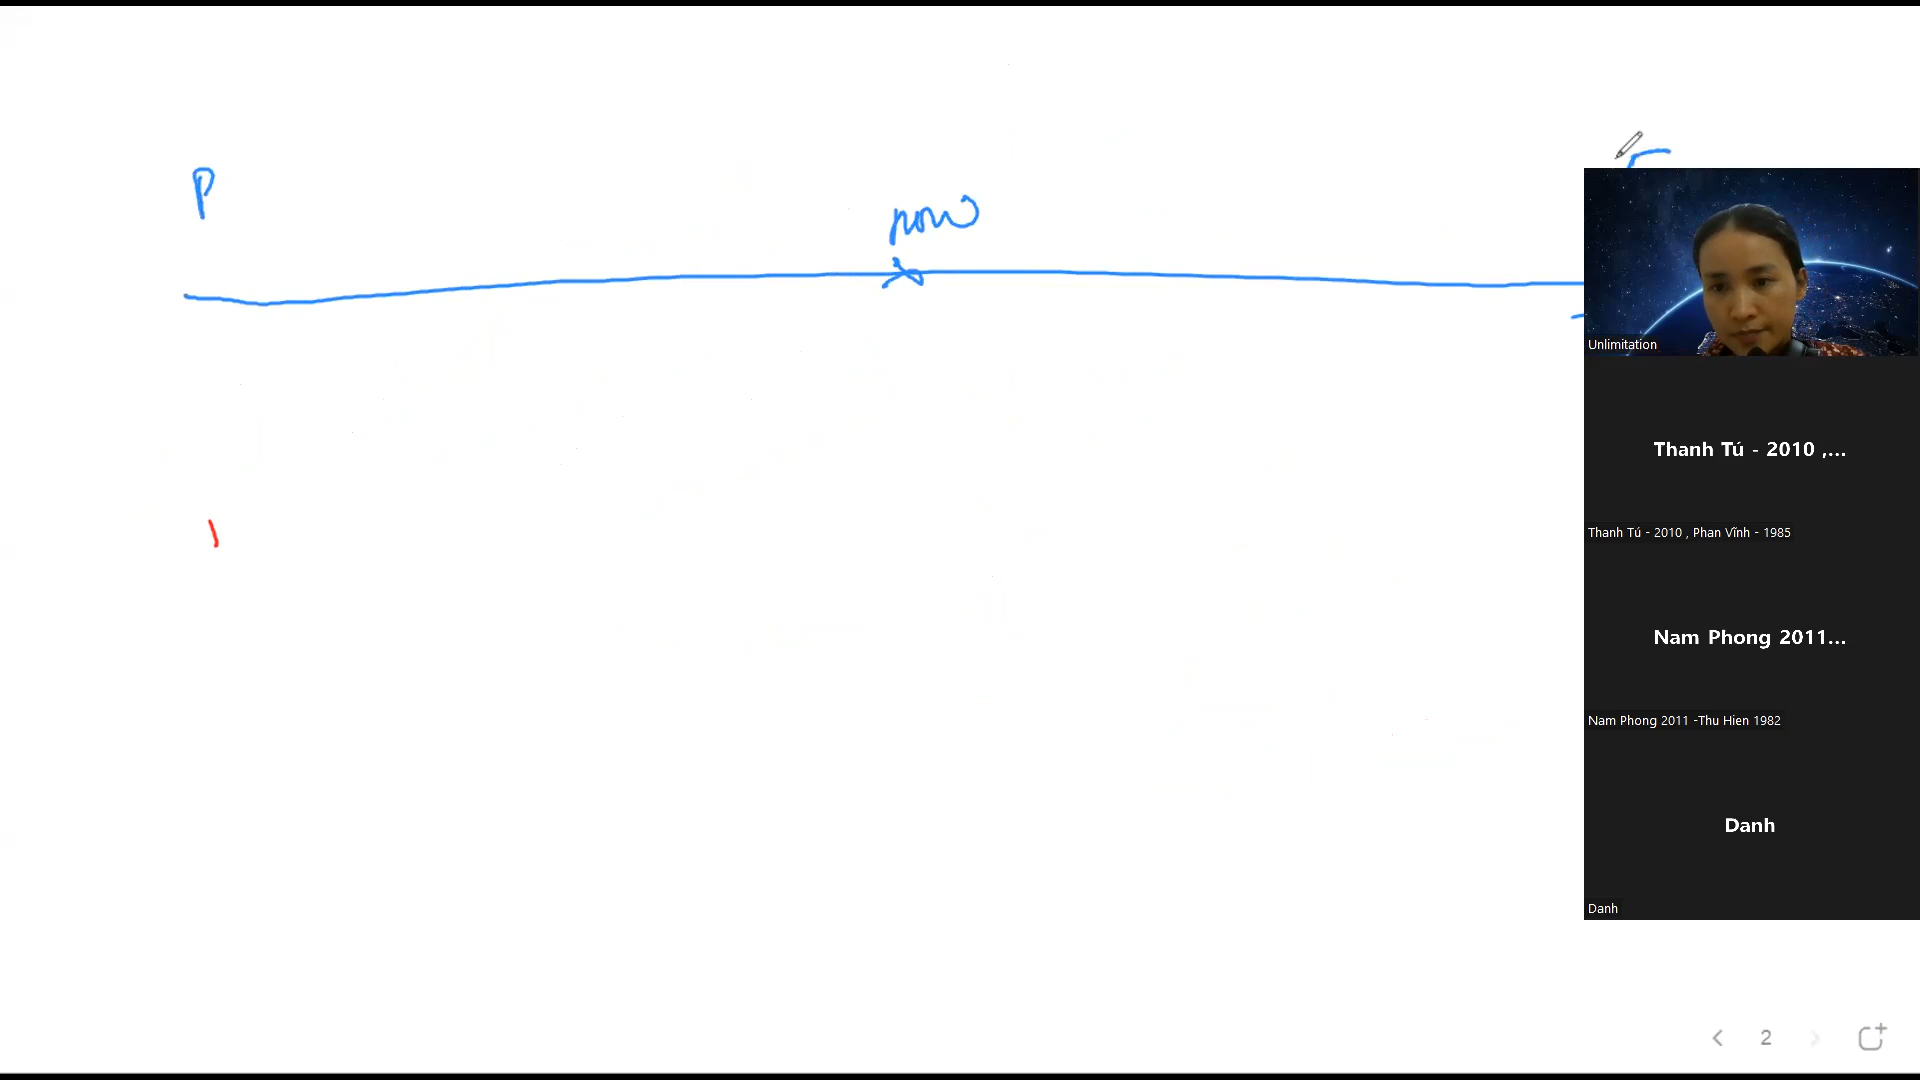 P
now
Unlimitation
Thanh Tú - 2010 ,...
Thanh Tú - 2010 , Phan Vĩnh - 1985
Nam Phong 2011...
Nam Phong 2011 -Thu Hien 1982
Danh
Danh
2